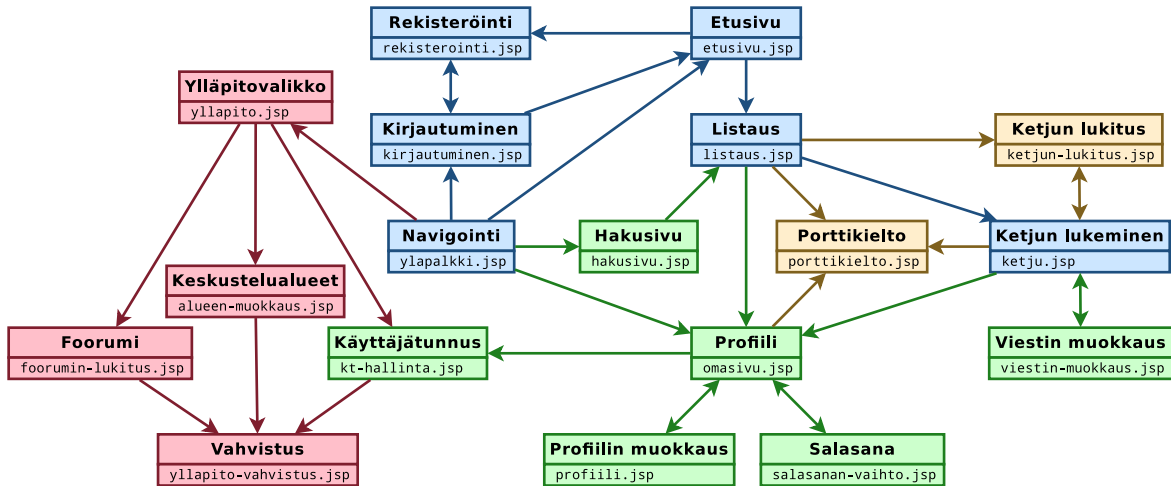 Rekisteröinti
rekisterointi.jsp
Etusivu
etusivu.jsp
Ylläpitovalikko
yllapito.jsp
Kirjautuminen
kirjautuminen.jsp
Listaus
listaus.jsp
Ketjun lukitus
ketjun-lukitus.jsp
Navigointi
ylapalkki.jsp
Hakusivu
hakusivu.jsp
Porttikielto
porttikielto.jsp
Ketjun lukeminen
ketju.jsp
Keskustelualueet
alueen-muokkaus.jsp
Foorumi
foorumin-lukitus.jsp
Käyttäjätunnus
kt-hallinta.jsp
Profiili
omasivu.jsp
Viestin muokkaus
viestin-muokkaus.jsp
Vahvistus
yllapito-vahvistus.jsp
Profiilin muokkaus
profiili.jsp
Salasana
salasanan-vaihto.jsp